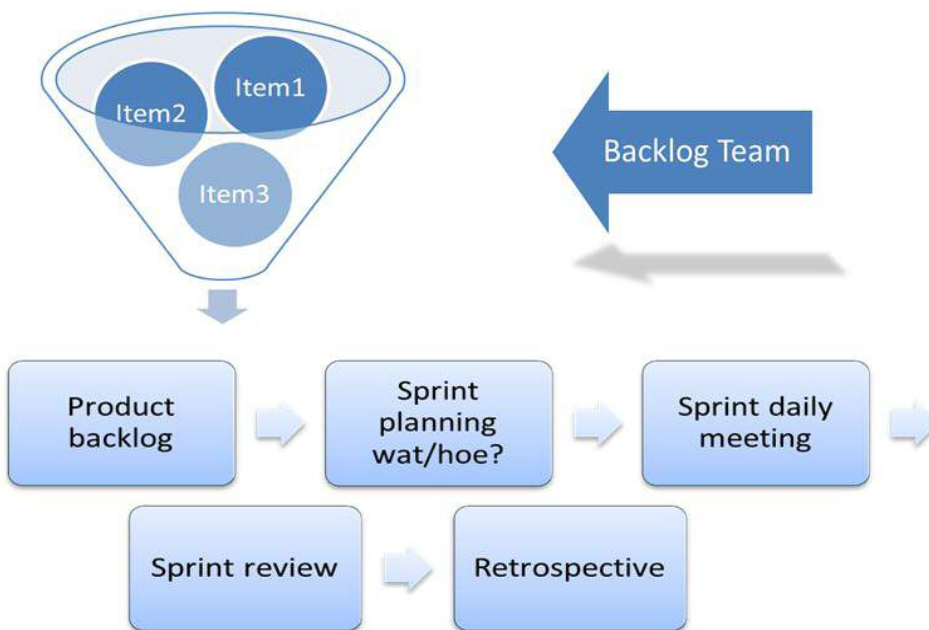 Item1
Item2
Item3
Backlog Team
Product
backlog
Sprint
planning
wat/hoe?
Sprint daily
meeting
Sprint review
Retrospective